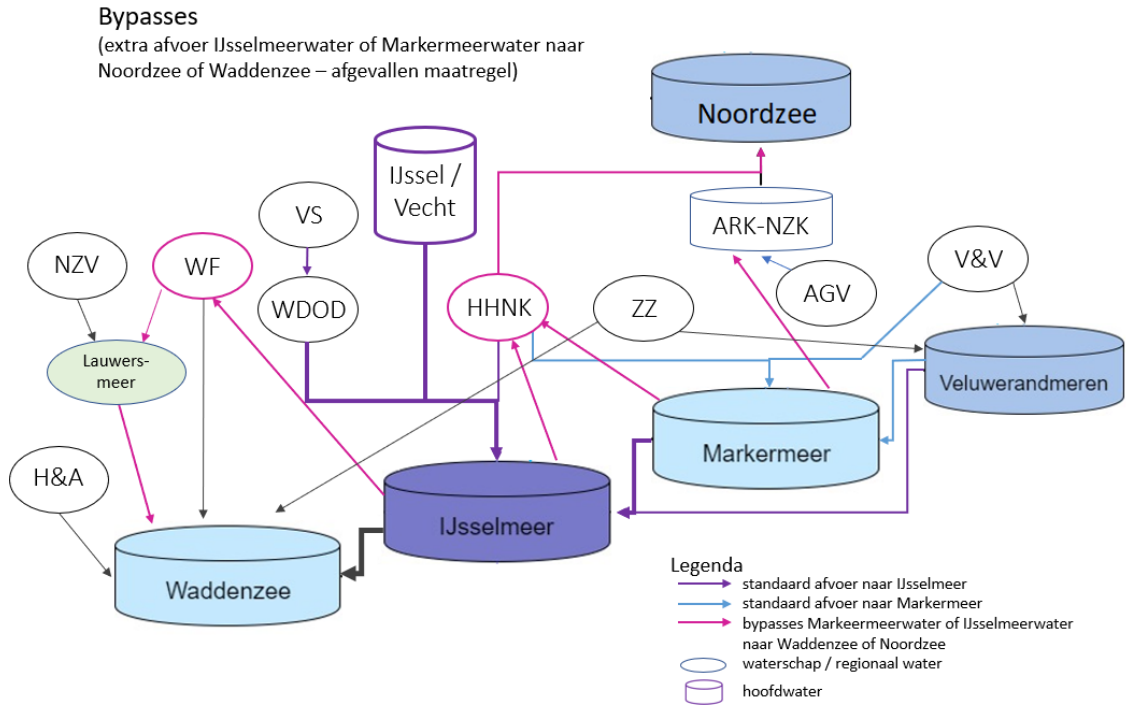 Bypasses
(extra afvoer IJsselmeerwater of Markermeerwater naar
Noordzee of Waddenzee – afgevallen maatregel)
Noordzee
IJssel /
Vecht
VS
ARK-NZK
NZV
WF
V&V
WDOD
HHNK
ZZ
AGV
Lauwers-
meer
Veluwerandmeren
Markermeer
H&A
IJsselmeer
Waddenzee
Legenda
standaard afvoer naar IJsselmeer
standaard afvoer naar Markermeer
bypasses Markeermeerwater of IJsselmeerwater
naar Waddenzee of Noordzee
waterschap / regionaal water
hoofdwater